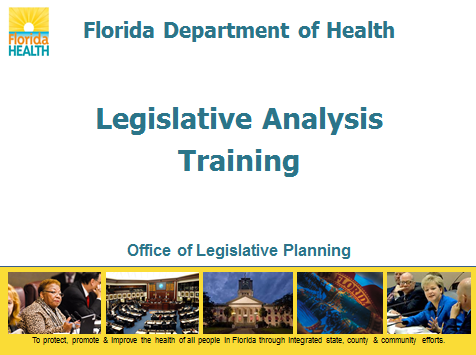 Florida
HEALTH
Florida Department of Health
Legislative Analysis
Training
Office of Legislative Planning
FLORIDA
To protect, promote & improve the health of all people in Florida through integrated state, county & community efforts.